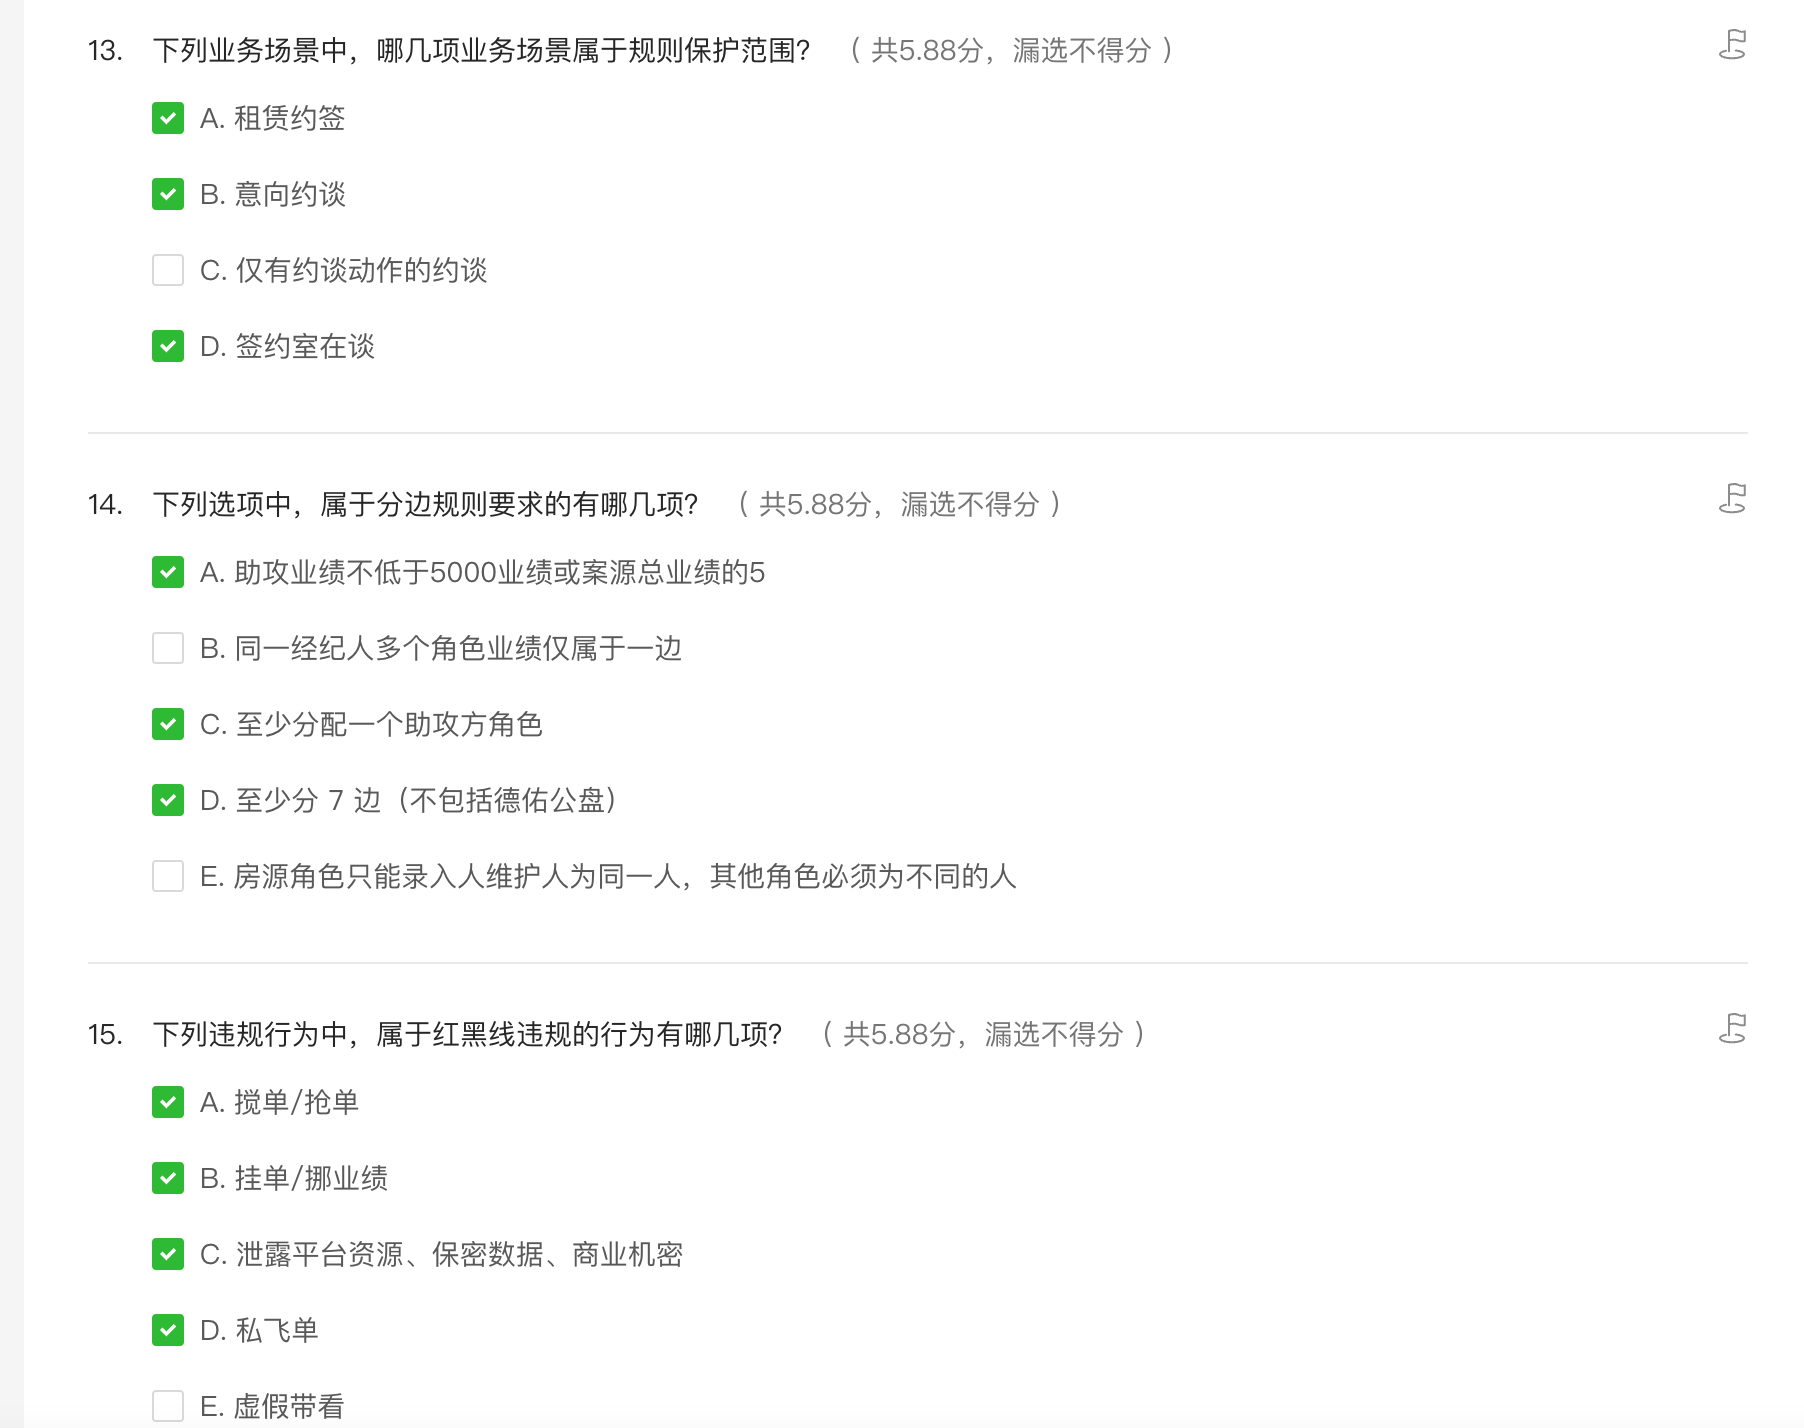 13. 下列业务场景中，哪几项业务场景属于规则保护范围? （ 共5.88分，漏选不得分 ）
A. 租赁约签
B. 意向约谈
C. 仅有约谈动作的约谈
D. 签约室在谈
14. 下列选项中，属于分边规则要求的有哪几项? （ 共5.88分，漏选不得分 ）
A. 助攻业绩不低于5000业绩或案源总业绩的5
B. 同一经纪人多个角色业绩仅属于一边
C. 至少分配一个助攻方角色
D. 至少分 7 边（不包括德佑公盘）
E. 房源角色只能录入人维护人为同一人，其他角色必须为不同的人
15. 下列违规行为中，属于红黑线违规的行为有哪几项? （ 共5.88分，漏选不得分 ）
A. 搅单/抢单
B. 挂单/挪业绩
C. 泄露平台资源、保密数据、商业机密
D. 私飞单
E. 虚假带看